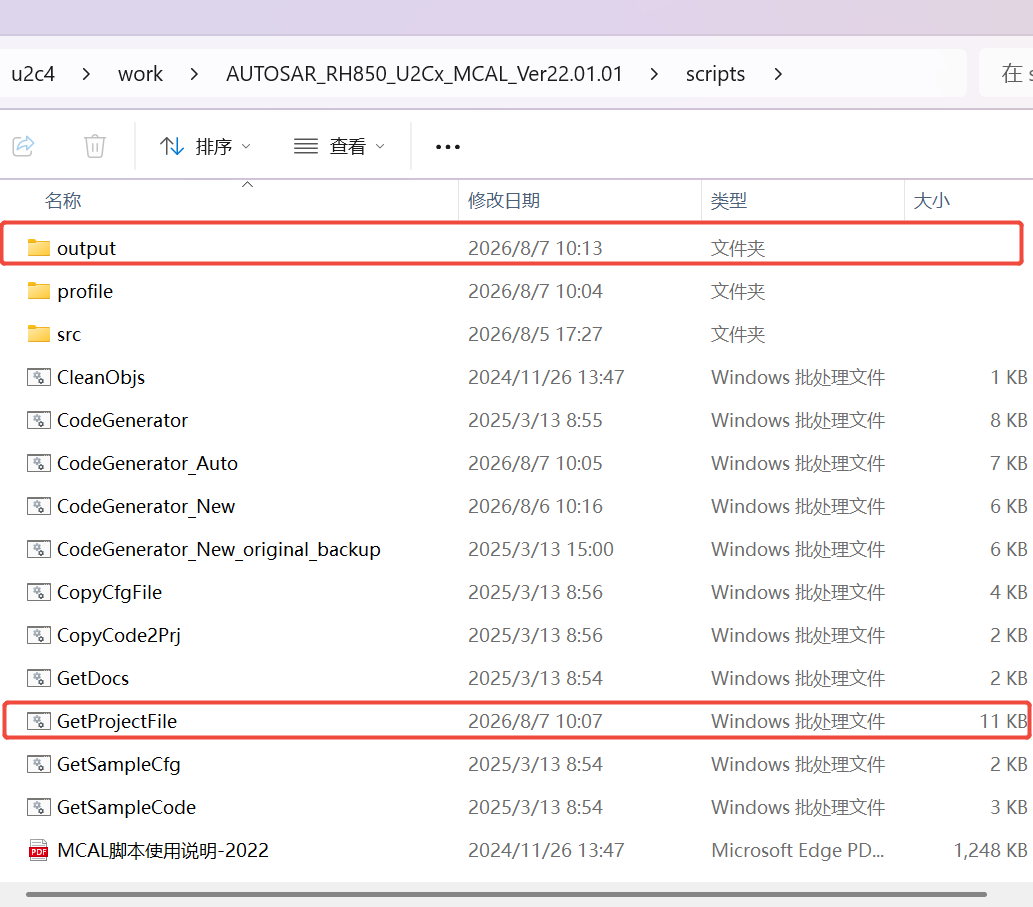 u2c4 > work > AUTOSAR_RH850_U2Cx_MCAL_Ver22.01.01 > scripts > 在 s
排序 查看 •••
名称 修改日期 类型 大小
output 2026/8/7 10:13 文件夹
profile 2026/8/7 10:04 文件夹
src 2026/8/5 17:27 文件夹
CleanObjs 2024/11/26 13:47 Windows 批处理文件 1 KB
CodeGenerator 2025/3/13 8:55 Windows 批处理文件 8 KB
CodeGenerator_Auto 2026/8/7 10:05 Windows 批处理文件 7 KB
CodeGenerator_New 2026/8/6 10:16 Windows 批处理文件 6 KB
CodeGenerator_New_original_backup 2025/3/13 15:00 Windows 批处理文件 6 KB
CopyCfgFile 2025/3/13 8:56 Windows 批处理文件 4 KB
CopyCode2Prj 2025/3/13 8:56 Windows 批处理文件 2 KB
GetDocs 2025/3/13 8:54 Windows 批处理文件 2 KB
GetProjectFile 2026/8/7 10:07 Windows 批处理文件 11 KB
GetSampleCfg 2025/3/13 8:54 Windows 批处理文件 2 KB
GetSampleCode 2025/3/13 8:54 Windows 批处理文件 3 KB
MCAL脚本使用说明-2022 2024/11/26 13:47 Microsoft Edge PD... 1,248 KB